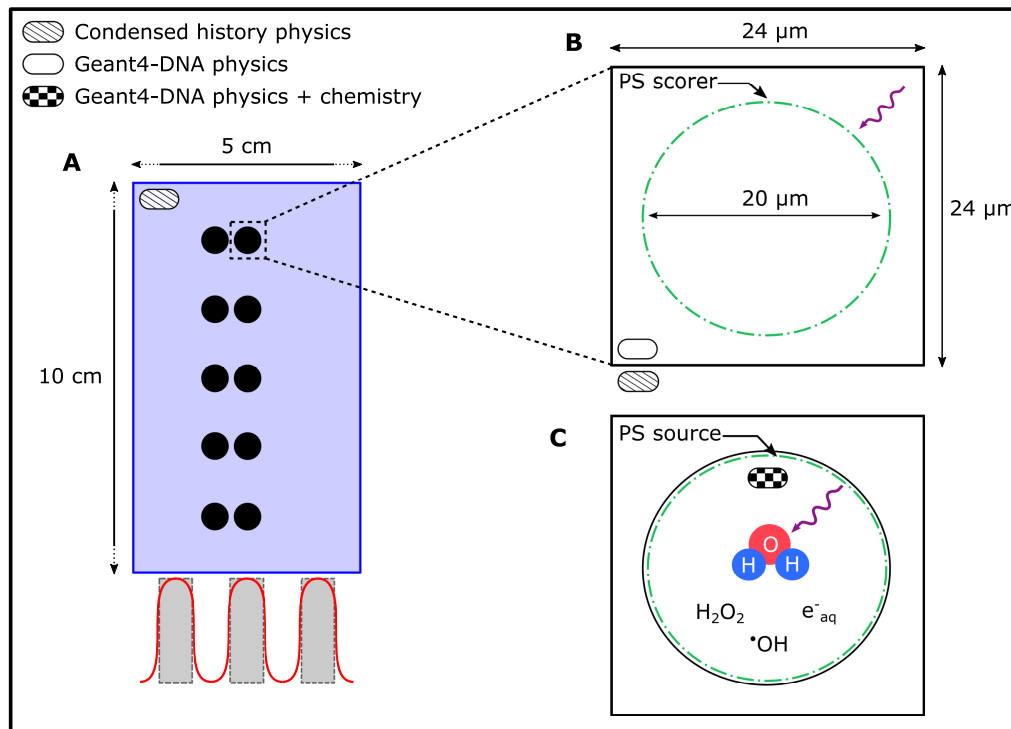 Condensed history physics
Geant4-DNA physics
Geant4-DNA physics + chemistry
A
5 cm
10 cm
B
24 µm
PS scorer
20 µm
24 µm
C
PS source
O
H H
H₂O₂ e⁻aq
•OH